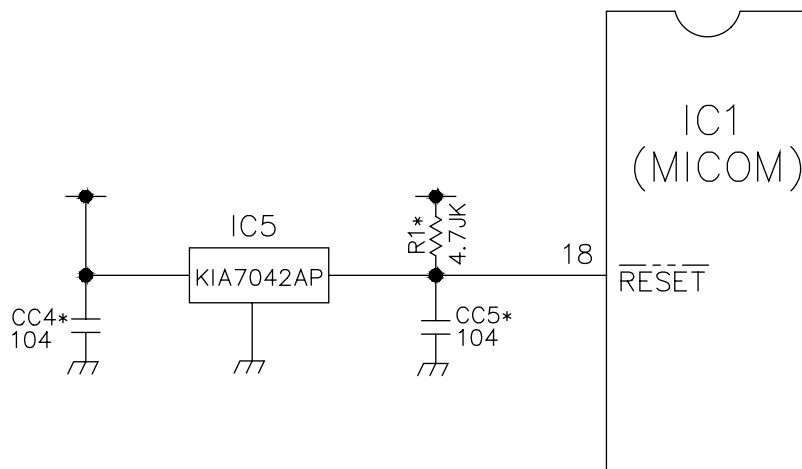 IC1
(MICOM)
IC5
KIA7042AP
R1*
4.7JK
18
RESET
CC4*
104
CC5*
104